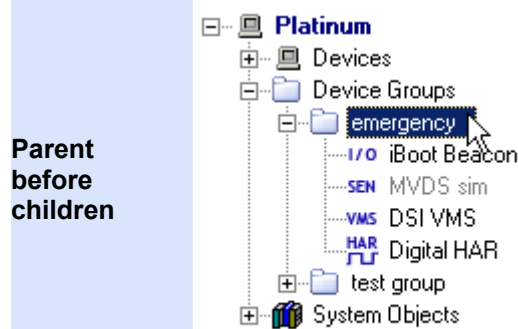 Parent
before
children
Platinum
Devices
Device Groups
emergency
I/O iBoot Beacon
SEN MVDS sim
VMS DSI VMS
HAR Digital HAR
test group
System Objects